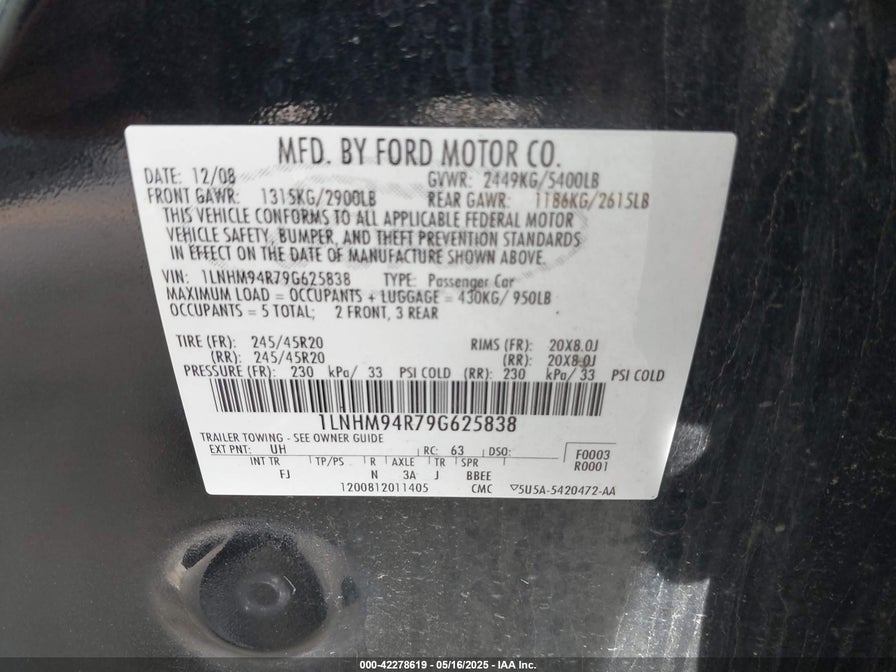 MFD. BY FORD MOTOR CO.
DATE: 12/08 GVWR: 2449KG/5400LB
FRONT GAWR: 1315KG/2900LB REAR GAWR: 1186KG/2615LB
THIS VEHICLE CONFORMS TO ALL APPLICABLE FEDERAL MOTOR
VEHICLE SAFETY, BUMPER, AND THEFT PREVENTION STANDARDS
IN EFFECT ON THE DATE OF MANUFACTURE SHOWN ABOVE.
VIN: 1LNHM94R79G625838 TYPE: Passenger Car
MAXIMUM LOAD = OCCUPANTS + LUGGAGE = 430KG/ 950LB
OCCUPANTS = 5 TOTAL; 2 FRONT, 3 REAR
TIRE (FR): 245/45R20 RIMS (FR): 20X8.0J
(RR): 245/45R20 (RR): 20X8.0J
PRESSURE (FR): 230 kPa/ 33 PSI COLD (RR): 230 kPa/ 33 PSI COLD
1LNHM94R79G625838
TRAILER TOWING - SEE OWNER GUIDE
EXT PNT: UH RC: 63 DSO: F0003
INT TR TP/PS R AXLE TR SPR R0001
FJ N 3A J BBEE
1200812011405 CMC ▽5U5A-5420472-AA
000-42278619 - 05/16/2025 - IAA Inc.